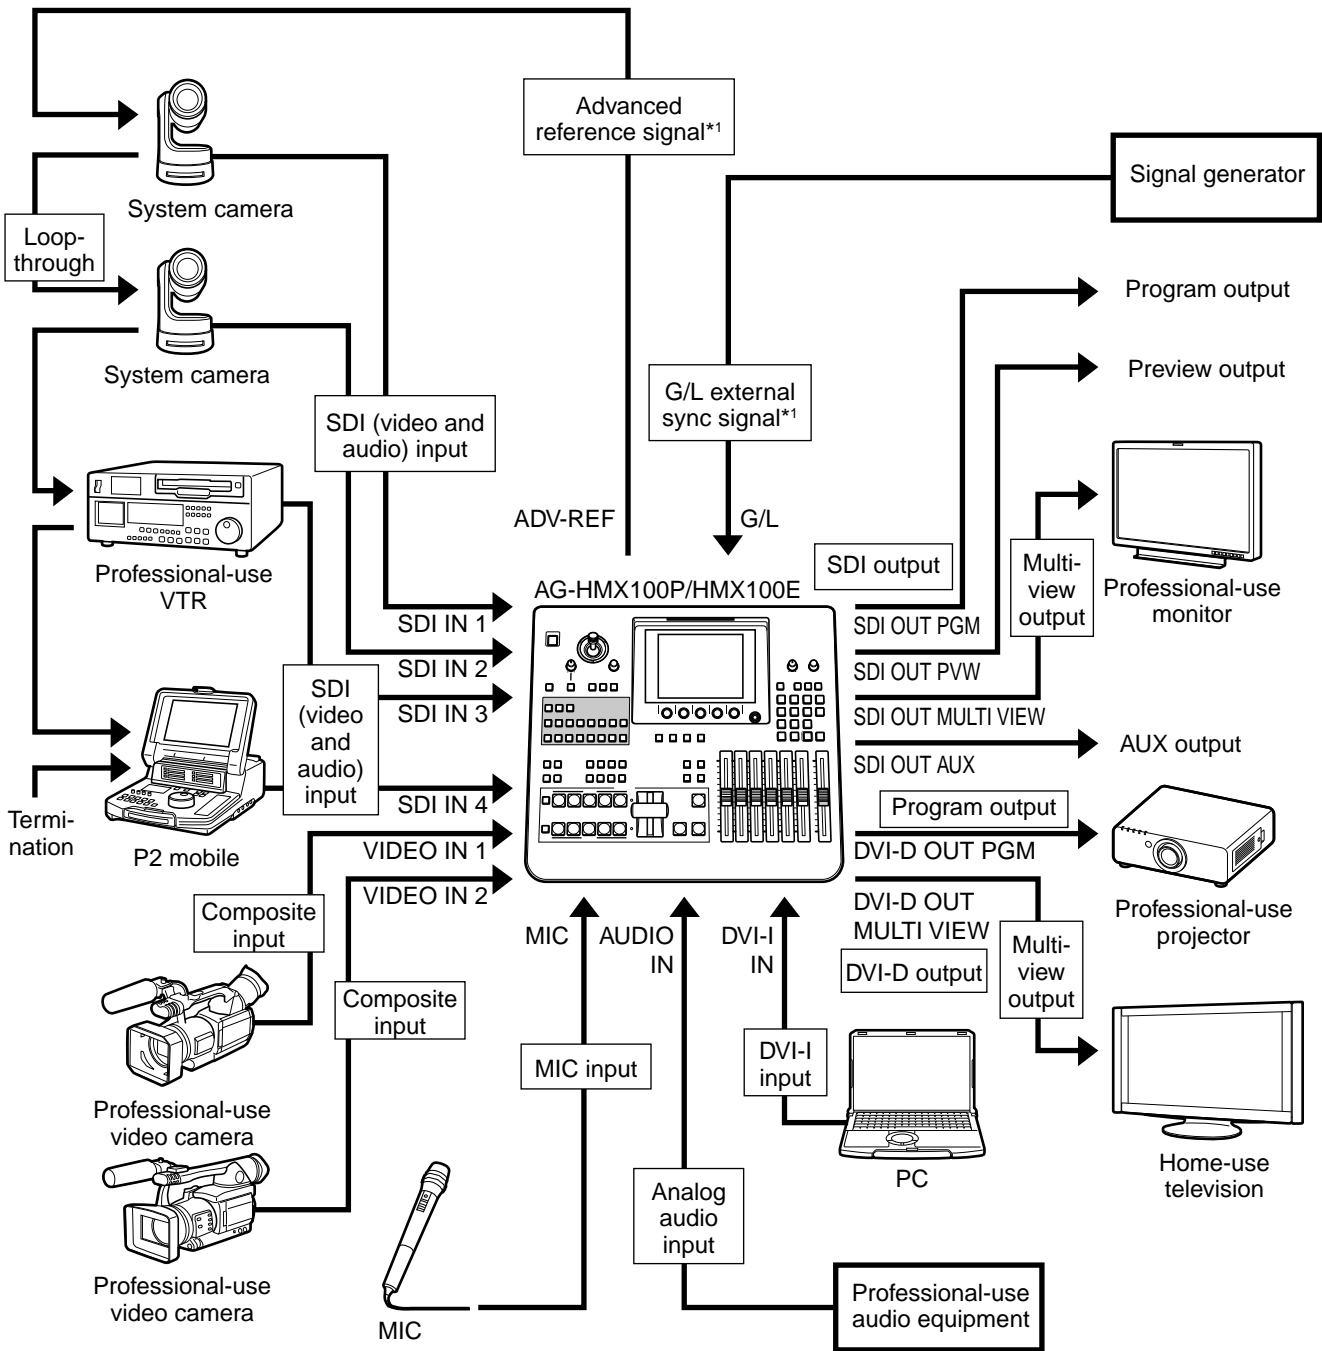 Advanced
reference signal*1
Signal generator
System camera
Loop-
through
Program output
System camera
Preview output
G/L external
sync signal*1
SDI (video and
audio) input
ADV-REF
G/L
SDI output
Multi-
view
output
Professional-use
VTR
AG-HMX100P/HMX100E
Professional-use
monitor
SDI IN 1
SDI OUT PGM
SDI IN 2
SDI OUT PVW
SDI
(video
and
audio)
input
SDI IN 3
SDI OUT MULTI VIEW
AUX output
SDI OUT AUX
SDI IN 4
Program output
Termi-
nation
P2 mobile
VIDEO IN 1
DVI-D OUT PGM
VIDEO IN 2
DVI-D OUT
MULTI VIEW
Professional-use
projector
Composite
input
MIC
AUDIO
IN
DVI-I
IN
DVI-D output
Multi-
view
output
Composite
input
MIC input
DVI-I
input
Professional-use
video camera
PC
Home-use
television
Analog
audio
input
Professional-use
video camera
MIC
Professional-use
audio equipment